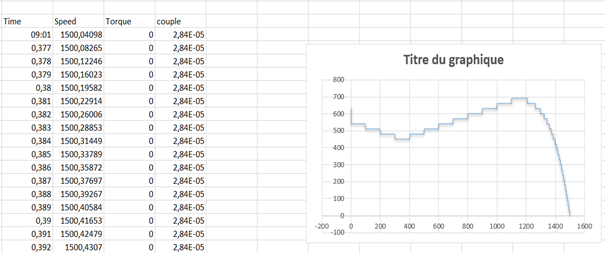 Time Speed Torque couple
09:01 1500,04098 0 2,84E-05
0,377 1500,08265 0 2,84E-05
0,378 1500,12246 0 2,84E-05
0,379 1500,16023 0 2,84E-05
0,38 1500,19582 0 2,84E-05
0,381 1500,22914 0 2,84E-05
0,382 1500,26006 0 2,84E-05
0,383 1500,28853 0 2,84E-05
0,384 1500,31449 0 2,84E-05
0,385 1500,33789 0 2,84E-05
0,386 1500,35872 0 2,84E-05
0,387 1500,37697 0 2,84E-05
0,388 1500,39267 0 2,84E-05
0,389 1500,40584 0 2,84E-05
0,39 1500,41653 0 2,84E-05
0,391 1500,42479 0 2,84E-05
0,392 1500,4307 0 2,84E-05
Titre du graphique
800
700
600
500
400
300
200
100
0
-100
-200 0 200 400 600 800 1000 1200 1400 1600